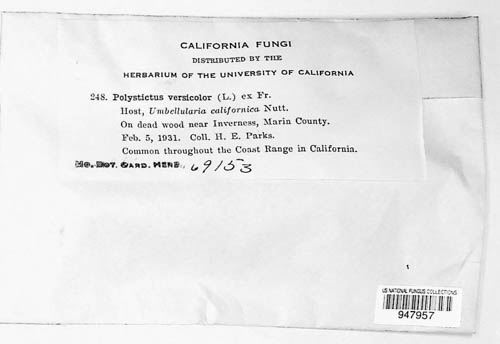 CALIFORNIA FUNGI
DISTRIBUTED BY THE
HERBARIUM OF THE UNIVERSITY OF CALIFORNIA
248. Polystictus versicolor (L.) ex Fr.
Host, Umbellularia californica Nutt.
On dead wood near Inverness, Marin County.
Feb. 5, 1931. Coll. H. E. Parks.
Common throughout the Coast Range in California.
MO. BOT. GARD. HERB. 69153
US NATIONAL FUNGUS COLLECTIONS
947957